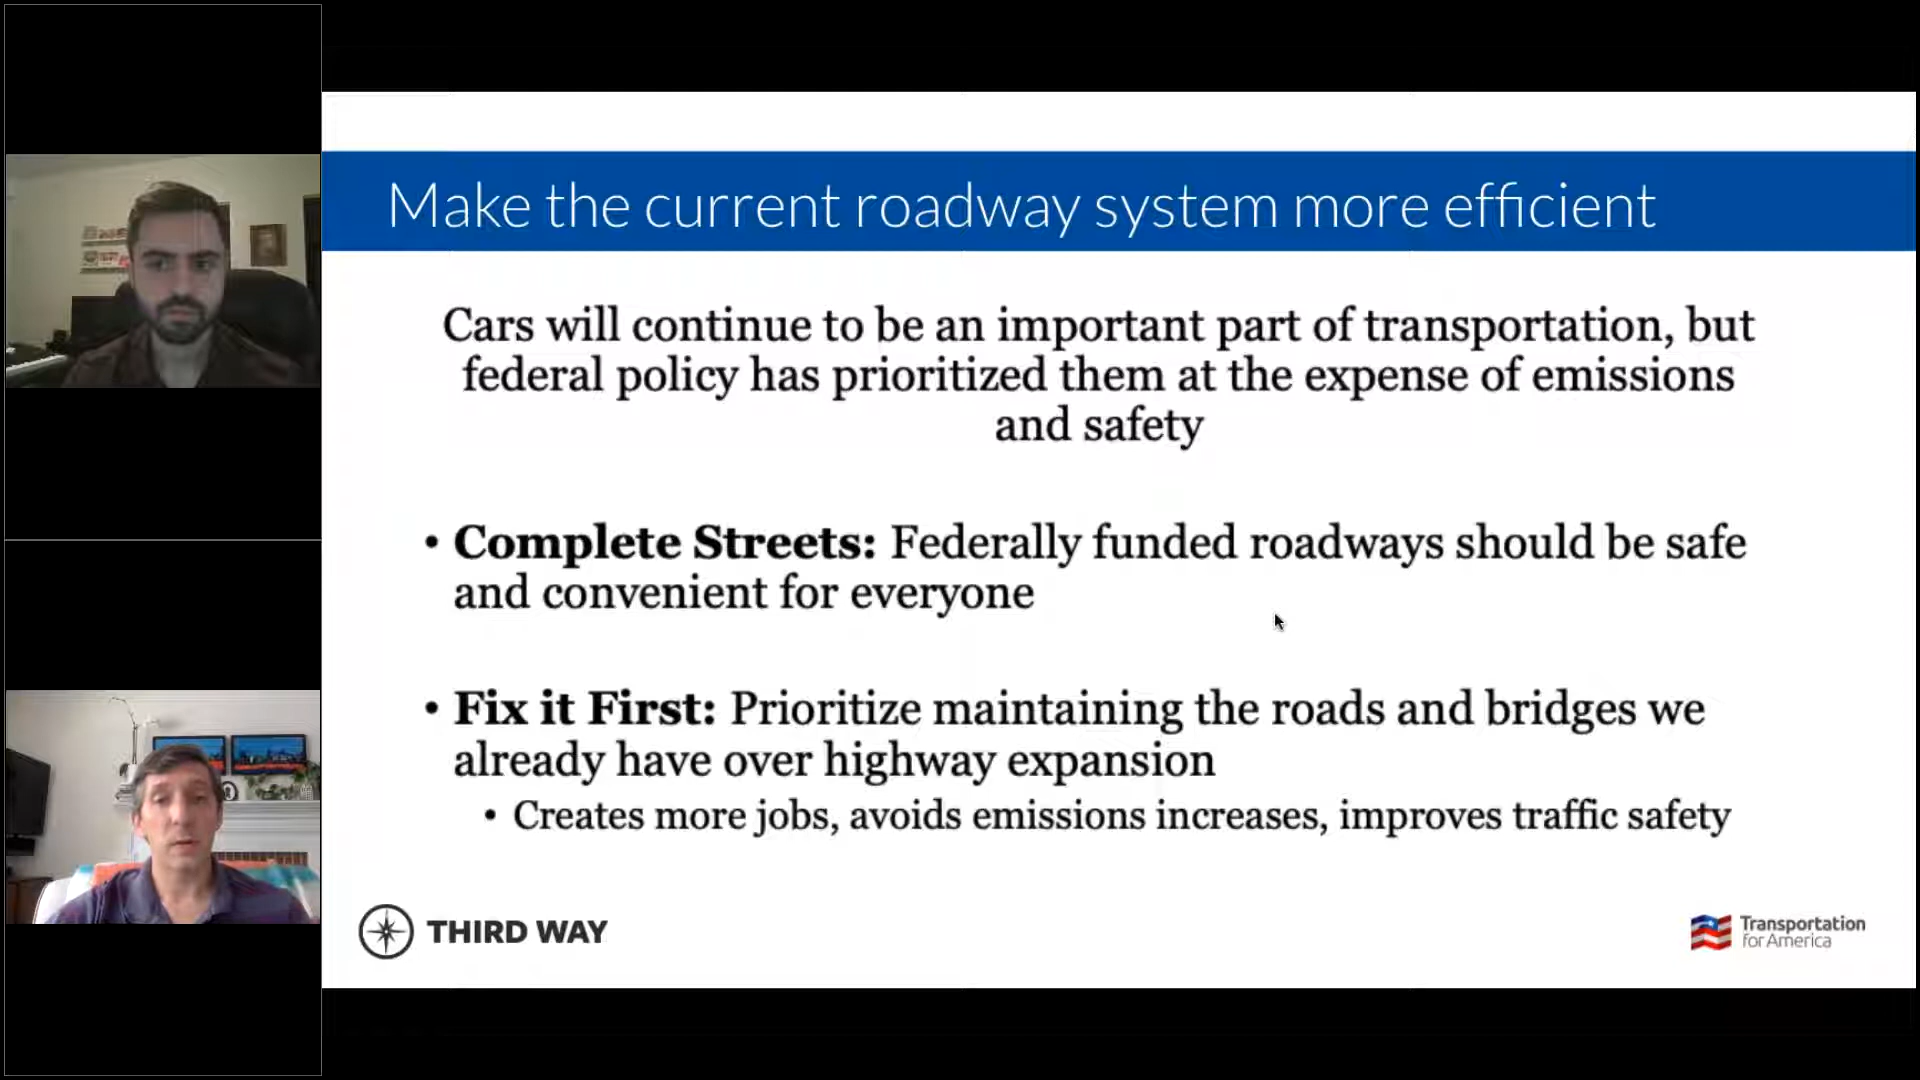 Make the current roadway system more efficient
Cars will continue to be an important part of transportation, but
federal policy has prioritized them at the expense of emissions
and safety
• Complete Streets: Federally funded roadways should be safe
and convenient for everyone
• Fix it First: Prioritize maintaining the roads and bridges we
already have over highway expansion
• Creates more jobs, avoids emissions increases, improves traffic safety
THIRD WAY
Transportation
for America